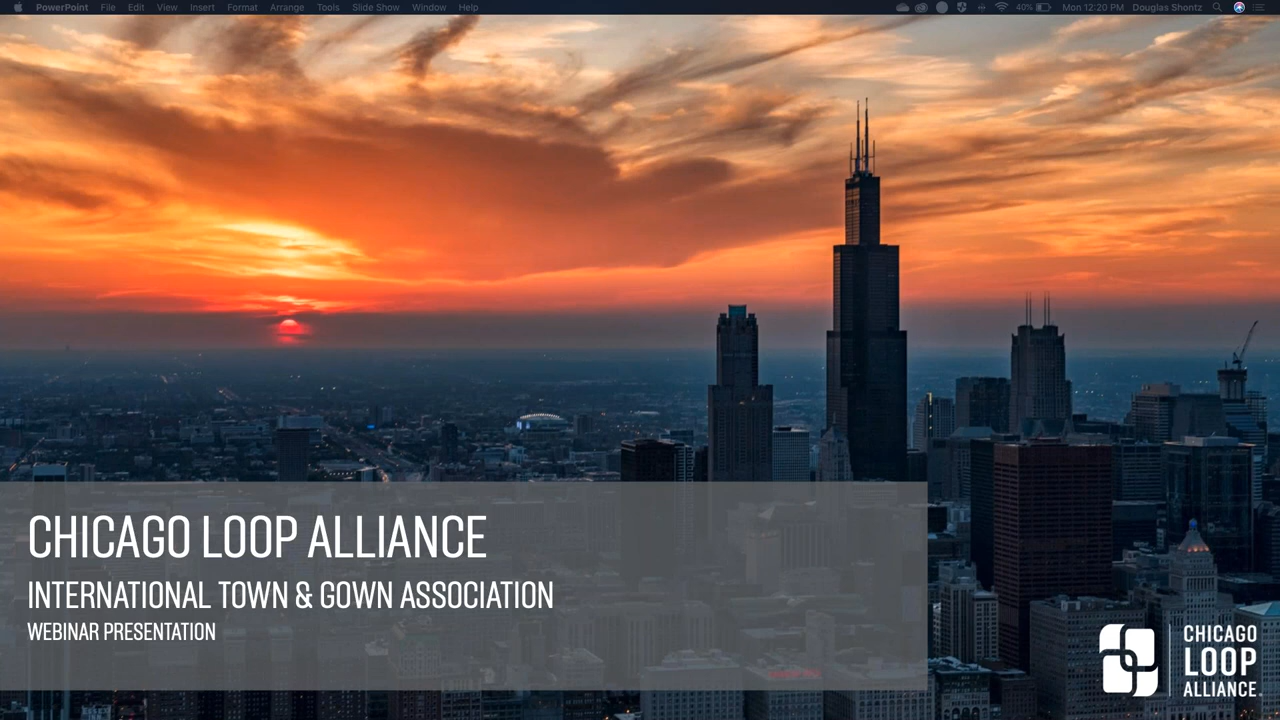 PowerPoint File Edit View Insert Format Arrange Tools Slide Show Window Help 40% Mon 12:20 PM Douglas Shontz
CHICAGO LOOP ALLIANCE
INTERNATIONAL TOWN & GOWN ASSOCIATION
WEBINAR PRESENTATION
CHICAGO
LOOP
ALLIANCE